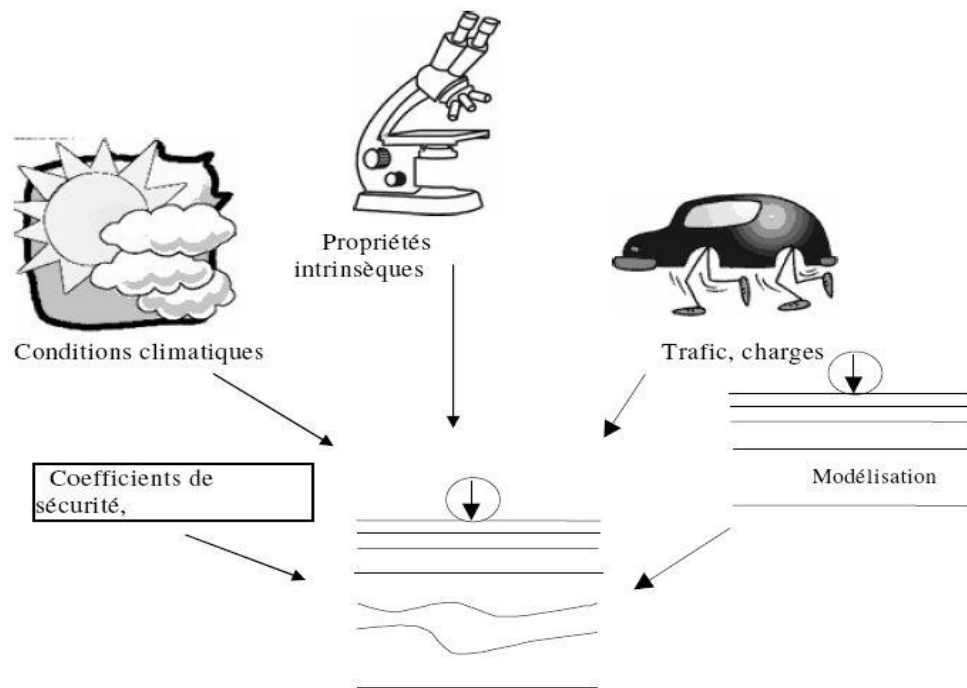 Propriétés
intrinsèques
Conditions climatiques
Trafic, charges
Coefficients de
sécurité,
Modélisation